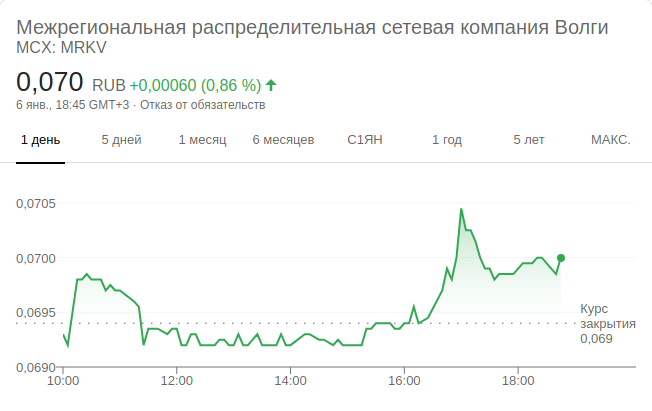 Межрегиональная распределительная сетевая компания Волги
MCX: MRKV
0,070 RUB +0,00060 (0,86 %)
6 янв., 18:45 GMT+3 · Отказ от обязательств
1 день 5 дней 1 месяц 6 месяцев С1ЯН 1 год 5 лет МАКС.
0,0705
0,0700
0,0695
0,0690
Курс
закрытия
0,069
10:00 12:00 14:00 16:00 18:00